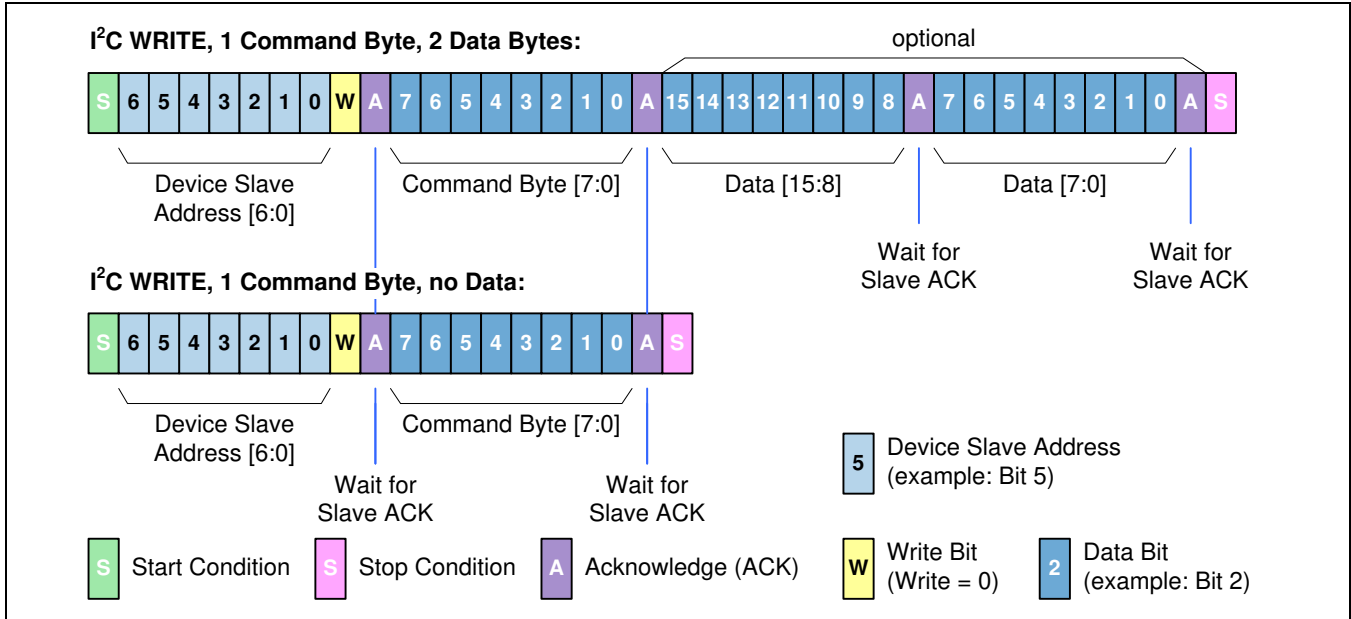 I²C WRITE, 1 Command Byte, 2 Data Bytes:
optional
S 6 5 4 3 2 1 0 W A 7 6 5 4 3 2 1 0 A 15 14 13 12 11 10 9 8 A 7 6 5 4 3 2 1 0 A S
Device Slave
Address [6:0]
Command Byte [7:0]
Data [15:8]
Data [7:0]
Wait for
Slave ACK
Wait for
Slave ACK
I²C WRITE, 1 Command Byte, no Data:
S 6 5 4 3 2 1 0 W A 7 6 5 4 3 2 1 0 A S
Device Slave
Address [6:0]
Command Byte [7:0]
Wait for
Slave ACK
Wait for
Slave ACK
5 Device Slave Address
(example: Bit 5)
S Start Condition
S Stop Condition
A Acknowledge (ACK)
W Write Bit
(Write = 0)
2 Data Bit
(example: Bit 2)